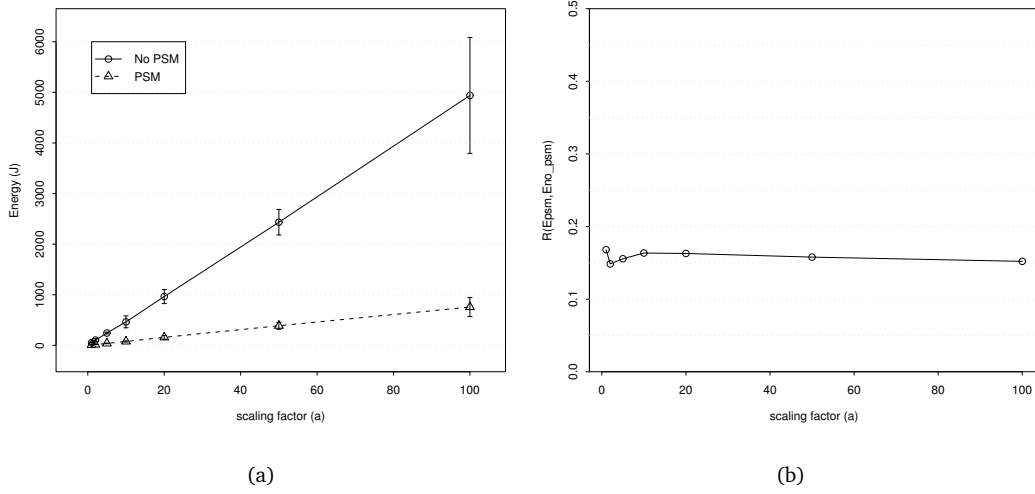 No PSM
PSM
6000
5000
4000
3000
2000
1000
0
Energy (J)
0 20 40 60 80 100
scaling factor (a)
(a)
0.5
0.4
0.3
0.2
0.1
0.0
R(Epsm,Eno_psm)
0 20 40 60 80 100
scaling factor (a)
(b)